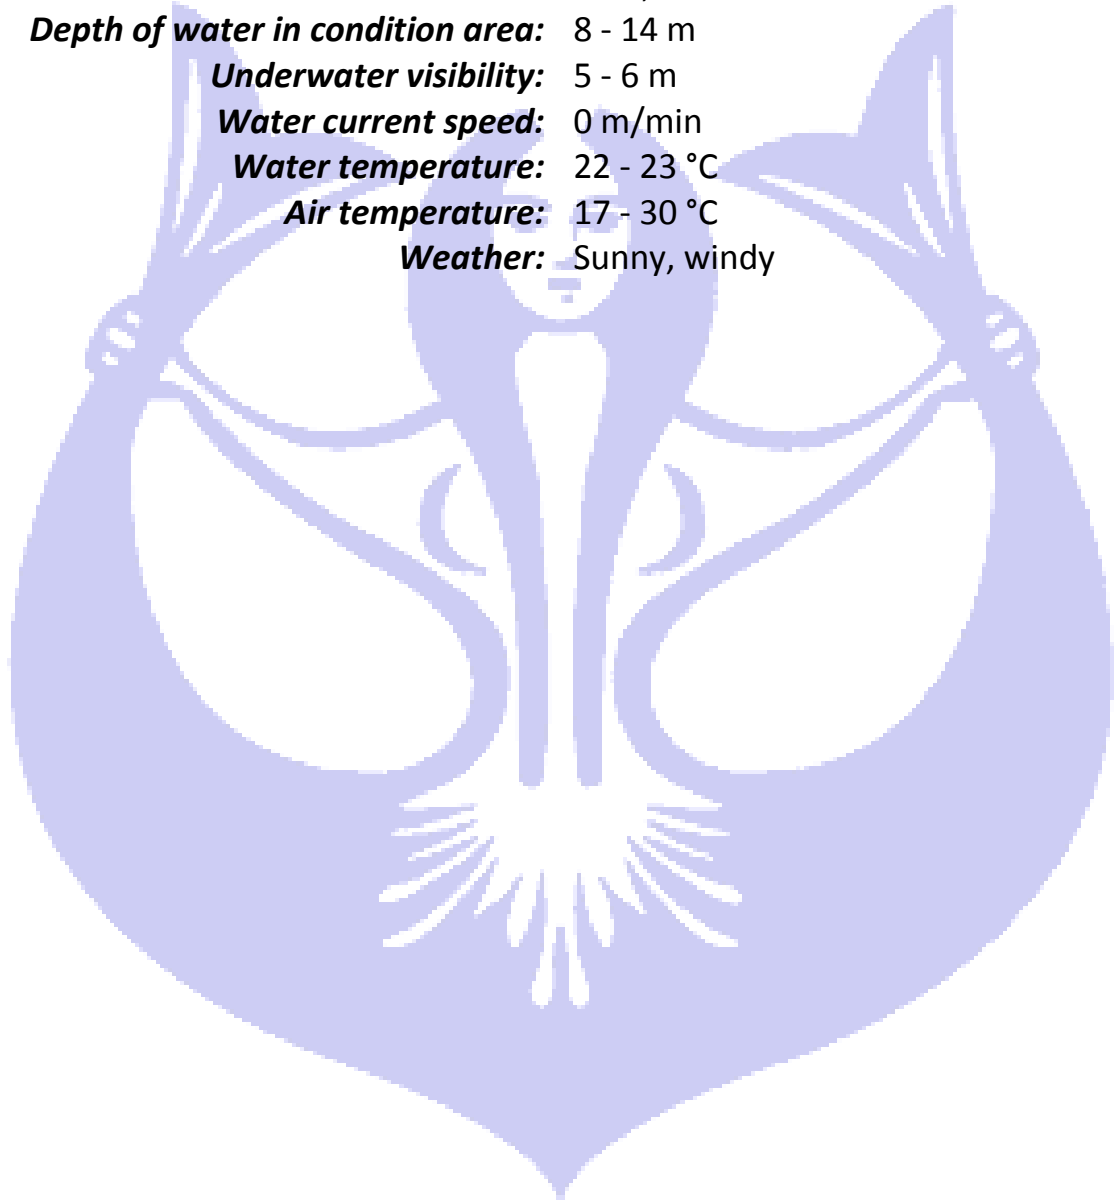 Depth of water in condition area: 8 - 14 m
Underwater visibility: 5 - 6 m
Water current speed: 0 m/min
Water temperature: 22 - 23 °C
Air temperature: 17 - 30 °C
Weather: Sunny, windy